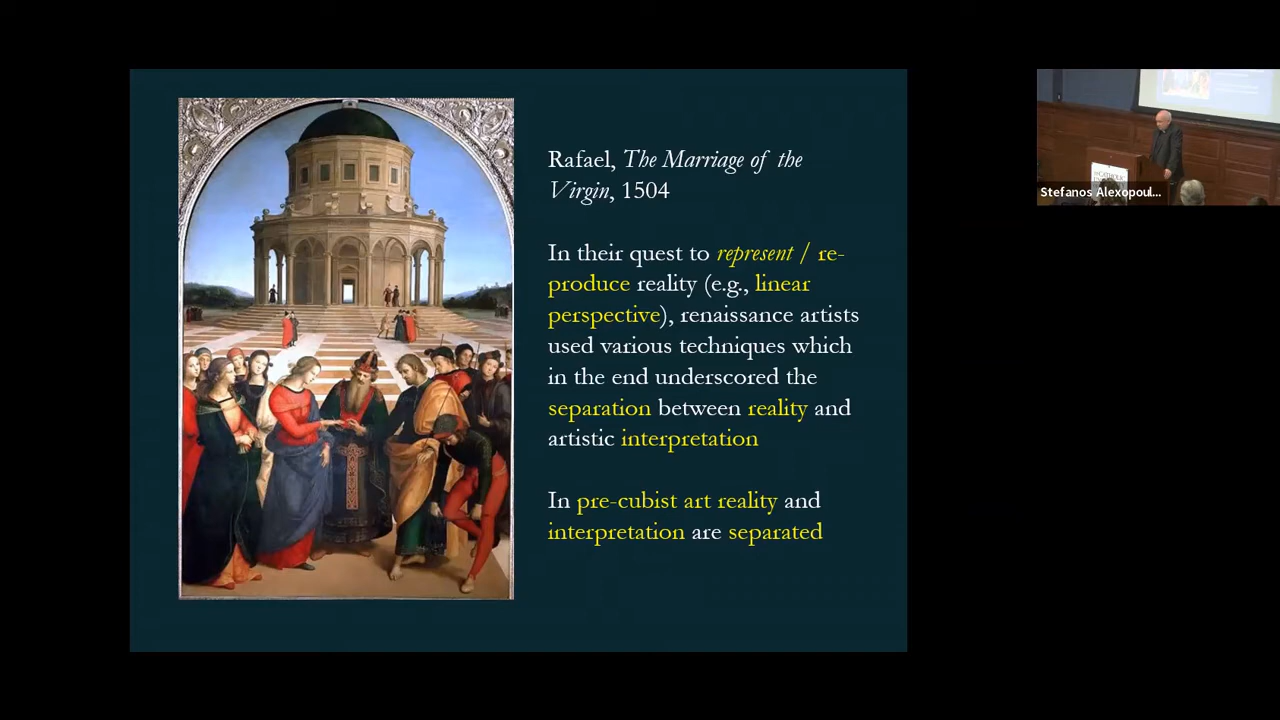 Rafael, The Marriage of the
Virgin, 1504
In their quest to represent / re-
produce reality (e.g., linear
perspective), renaissance artists
used various techniques which
in the end underscored the
separation between reality and
artistic interpretation
In pre-cubist art reality and
interpretation are separated
Stefanos Alexopoul...